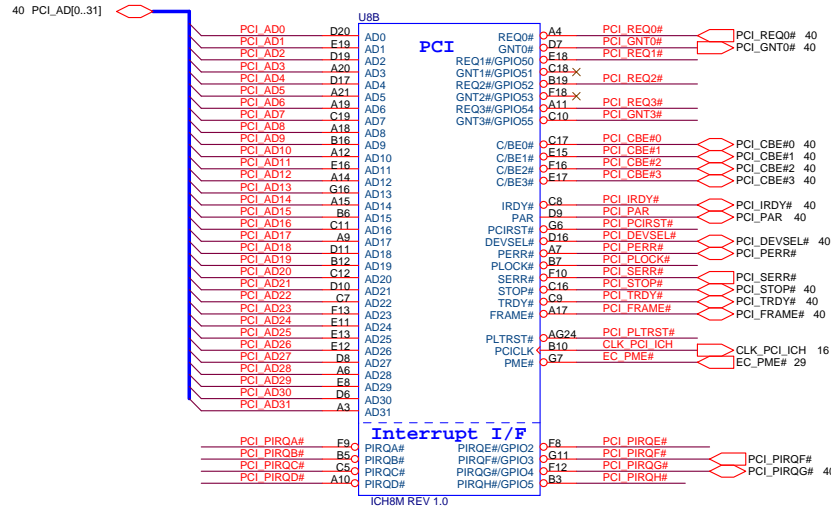 40 PCI_AD[0..31]
U8B
PCI
PCI_AD0 D20 AD0 REQ0# A4 PCI_REQ0# PCI_REQ0# 40
PCI_AD1 E19 AD1 GNT0# D7 PCI_GNT0# PCI_GNT0# 40
PCI_AD2 D19 AD2 REQ1#/GPIO50 E18 PCI_REQ1#
PCI_AD3 A20 AD3 GNT1#/GPIO51 C18
PCI_AD4 D17 AD4 REQ2#/GPIO52 B19 PCI_REQ2#
PCI_AD5 A21 AD5 GNT2#/GPIO53 F18
PCI_AD6 A19 AD6 REQ3#/GPIO54 A11 PCI_REQ3#
PCI_AD7 C19 AD7 GNT3#/GPIO55 C10 PCI_GNT3#
PCI_AD8 A18 AD8
PCI_AD9 B16 AD9 C/BE0# C17 PCI_CBE#0 PCI_CBE#0 40
PCI_AD10 A12 AD10 C/BE1# E15 PCI_CBE#1 PCI_CBE#1 40
PCI_AD11 E16 AD11 C/BE2# F16 PCI_CBE#2 PCI_CBE#2 40
PCI_AD12 A14 AD12 C/BE3# E17 PCI_CBE#3 PCI_CBE#3 40
PCI_AD13 G16 AD13
PCI_AD14 A15 AD14 IRDY# C8 PCI_IRDY# PCI_IRDY# 40
PCI_AD15 B6 AD15 PAR D9 PCI_PAR PCI_PAR 40
PCI_AD16 C11 AD16 PCIRST# G6 PCI_PCIRST#
PCI_AD17 A9 AD17 DEVSEL# D16 PCI_DEVSEL# PCI_DEVSEL# 40
PCI_AD18 D11 AD18 PERR# A7 PCI_PERR# PCI_PERR#
PCI_AD19 B12 AD19 PLOCK# B7 PCI_PLOCK#
PCI_AD20 C12 AD20 SERR# F10 PCI_SERR# PCI_SERR#
PCI_AD21 D10 AD21 STOP# C16 PCI_STOP# PCI_STOP# 40
PCI_AD22 C7 AD22 TRDY# C9 PCI_TRDY# PCI_TRDY# 40
PCI_AD23 F13 AD23 FRAME# A17 PCI_FRAME# PCI_FRAME# 40
PCI_AD24 E11 AD24
PCI_AD25 E13 AD25 PLTRST# AG24 PCI_PLTRST#
PCI_AD26 E12 AD26 PCICLK B10 CLK_PCI_ICH CLK_PCI_ICH 16
PCI_AD27 D8 AD27 PME# G7 EC_PME# EC_PME# 29
PCI_AD28 A6 AD28
PCI_AD29 E8 AD29
PCI_AD30 D6 AD30
PCI_AD31 A3 AD31
Interrupt I/F
PCI_PIRQA# F9 PIRQA# PIRQE#/GPIO2 F8 PCI_PIRQE#
PCI_PIRQB# B5 PIRQB# PIRQF#/GPIO3 G11 PCI_PIRQF# PCI_PIRQF#
PCI_PIRQC# C5 PIRQC# PIRQG#/GPIO4 F12 PCI_PIRQG# PCI_PIRQG# 40
PCI_PIRQD# A10 PIRQD# PIRQH#/GPIO5 B3 PCI_PIRQH#
ICH8M REV 1.0